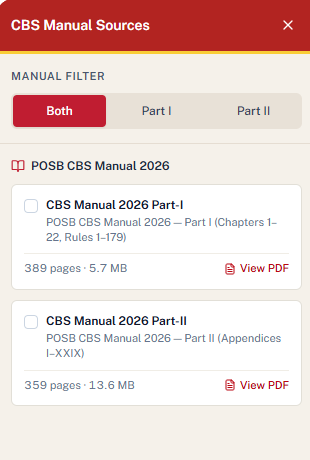 CBS Manual Sources
MANUAL FILTER
Both Part I Part II
POSB CBS Manual 2026
CBS Manual 2026 Part-I
POSB CBS Manual 2026 — Part I (Chapters 1–
22, Rules 1–179)
389 pages · 5.7 MB View PDF
CBS Manual 2026 Part-II
POSB CBS Manual 2026 — Part II (Appendices
I–XXIX)
359 pages · 13.6 MB View PDF